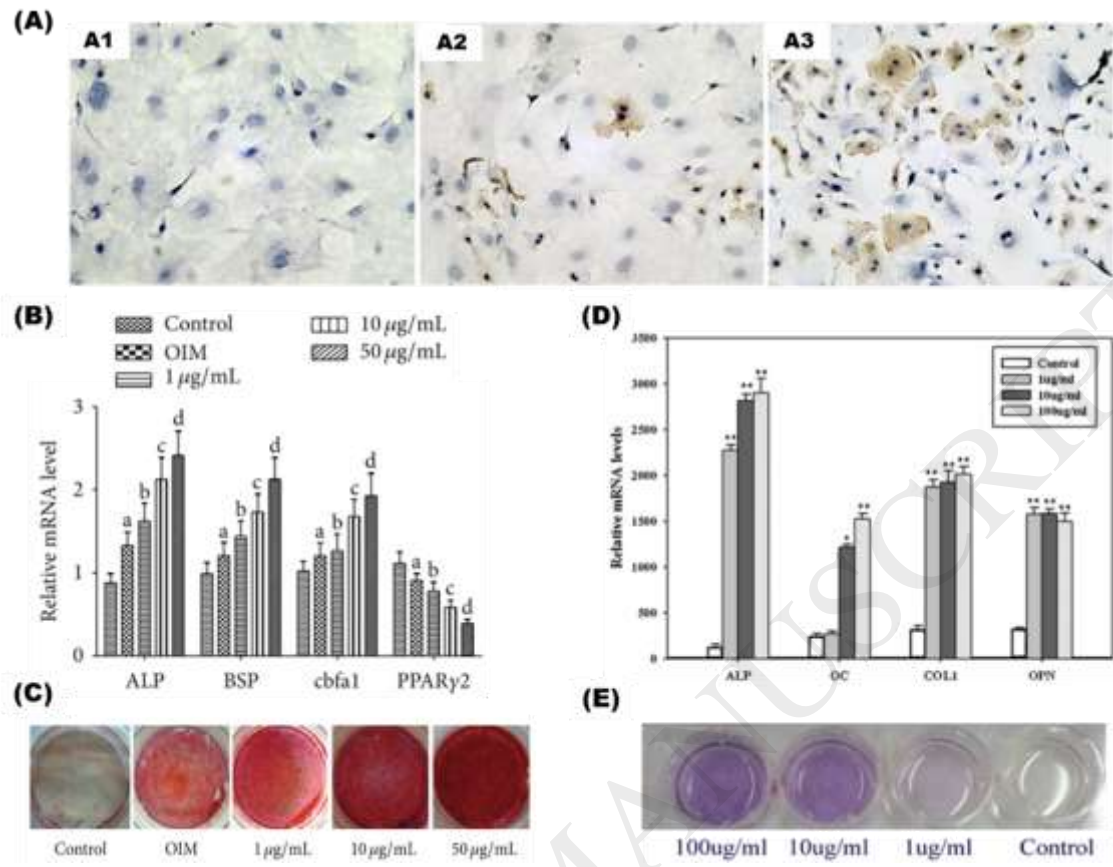 (A)
A1
A2
A3
(B)
Control
OIM
1 μg/mL
10 μg/mL
50 μg/mL
Relative mRNA level
3
2
1
0
a
b
c
d
a
b
c
d
a
b
c
d
a
b
c
d
ALP
BSP
cbfa1
PPARγ2
(D)
Relative mRNA levels
3500
3000
2500
2000
1500
1000
500
0
Control
1ug/ml
10ug/ml
100ug/ml
**
**
**
*
**
**
**
**
**
**
**
ALP
OC
COL1
OPN
(C)
Control
OIM
1 μg/mL
10 μg/mL
50 μg/mL
(E)
100ug/ml
10ug/ml
1ug/ml
Control
MANUSCRIPT